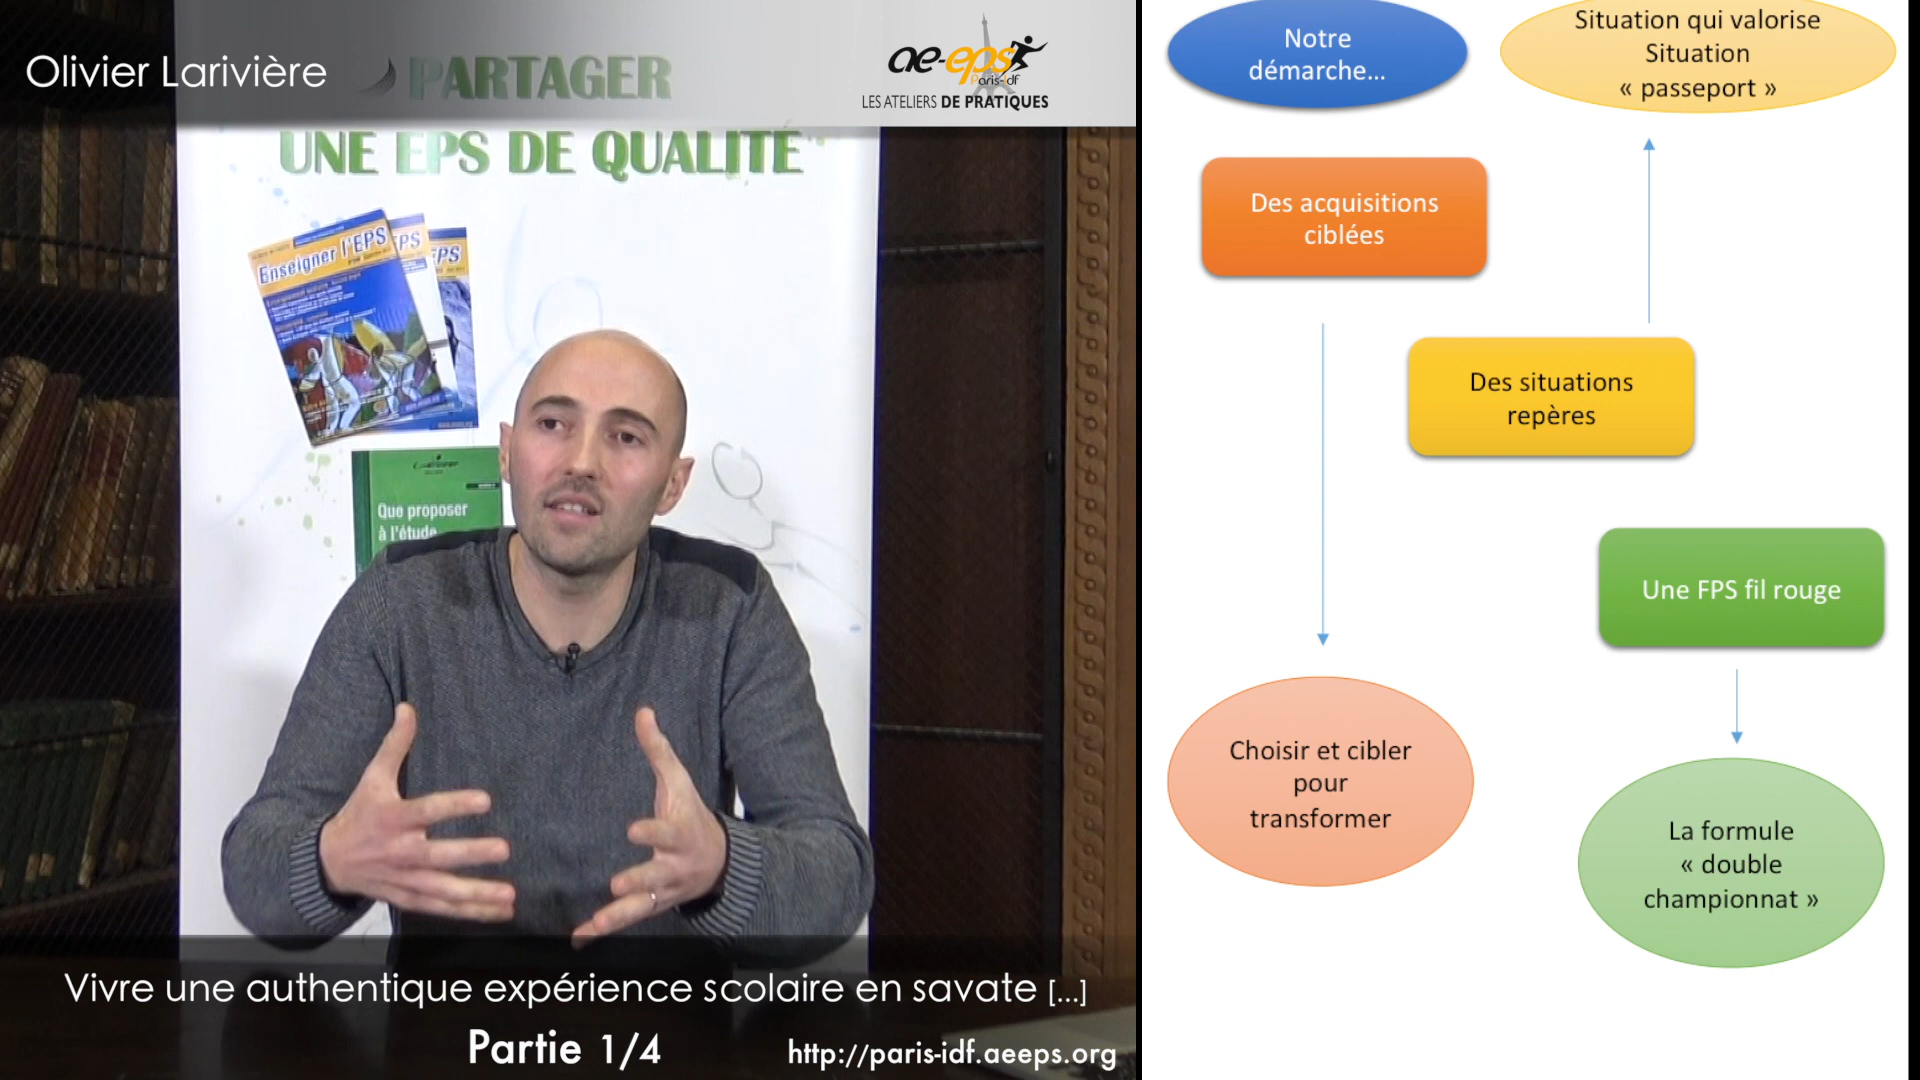 Olivier Larivière
PARTAGER
UNE EPS DE QUALITÉ
ae-eps
Paris-idf
LES ATELIERS DE PRATIQUES
Enseigner l'EPS
EPS
EPS
Que proposer
à l'étude
Vivre une authentique expérience scolaire en savate [...]
Partie 1/4
http://paris-idf.aeeps.org
Notre
démarche...
Situation qui valorise
Situation
« passeport »
Des acquisitions
ciblées
Des situations
repères
Une FPS fil rouge
Choisir et cibler
pour
transformer
La formule
« double
championnat »